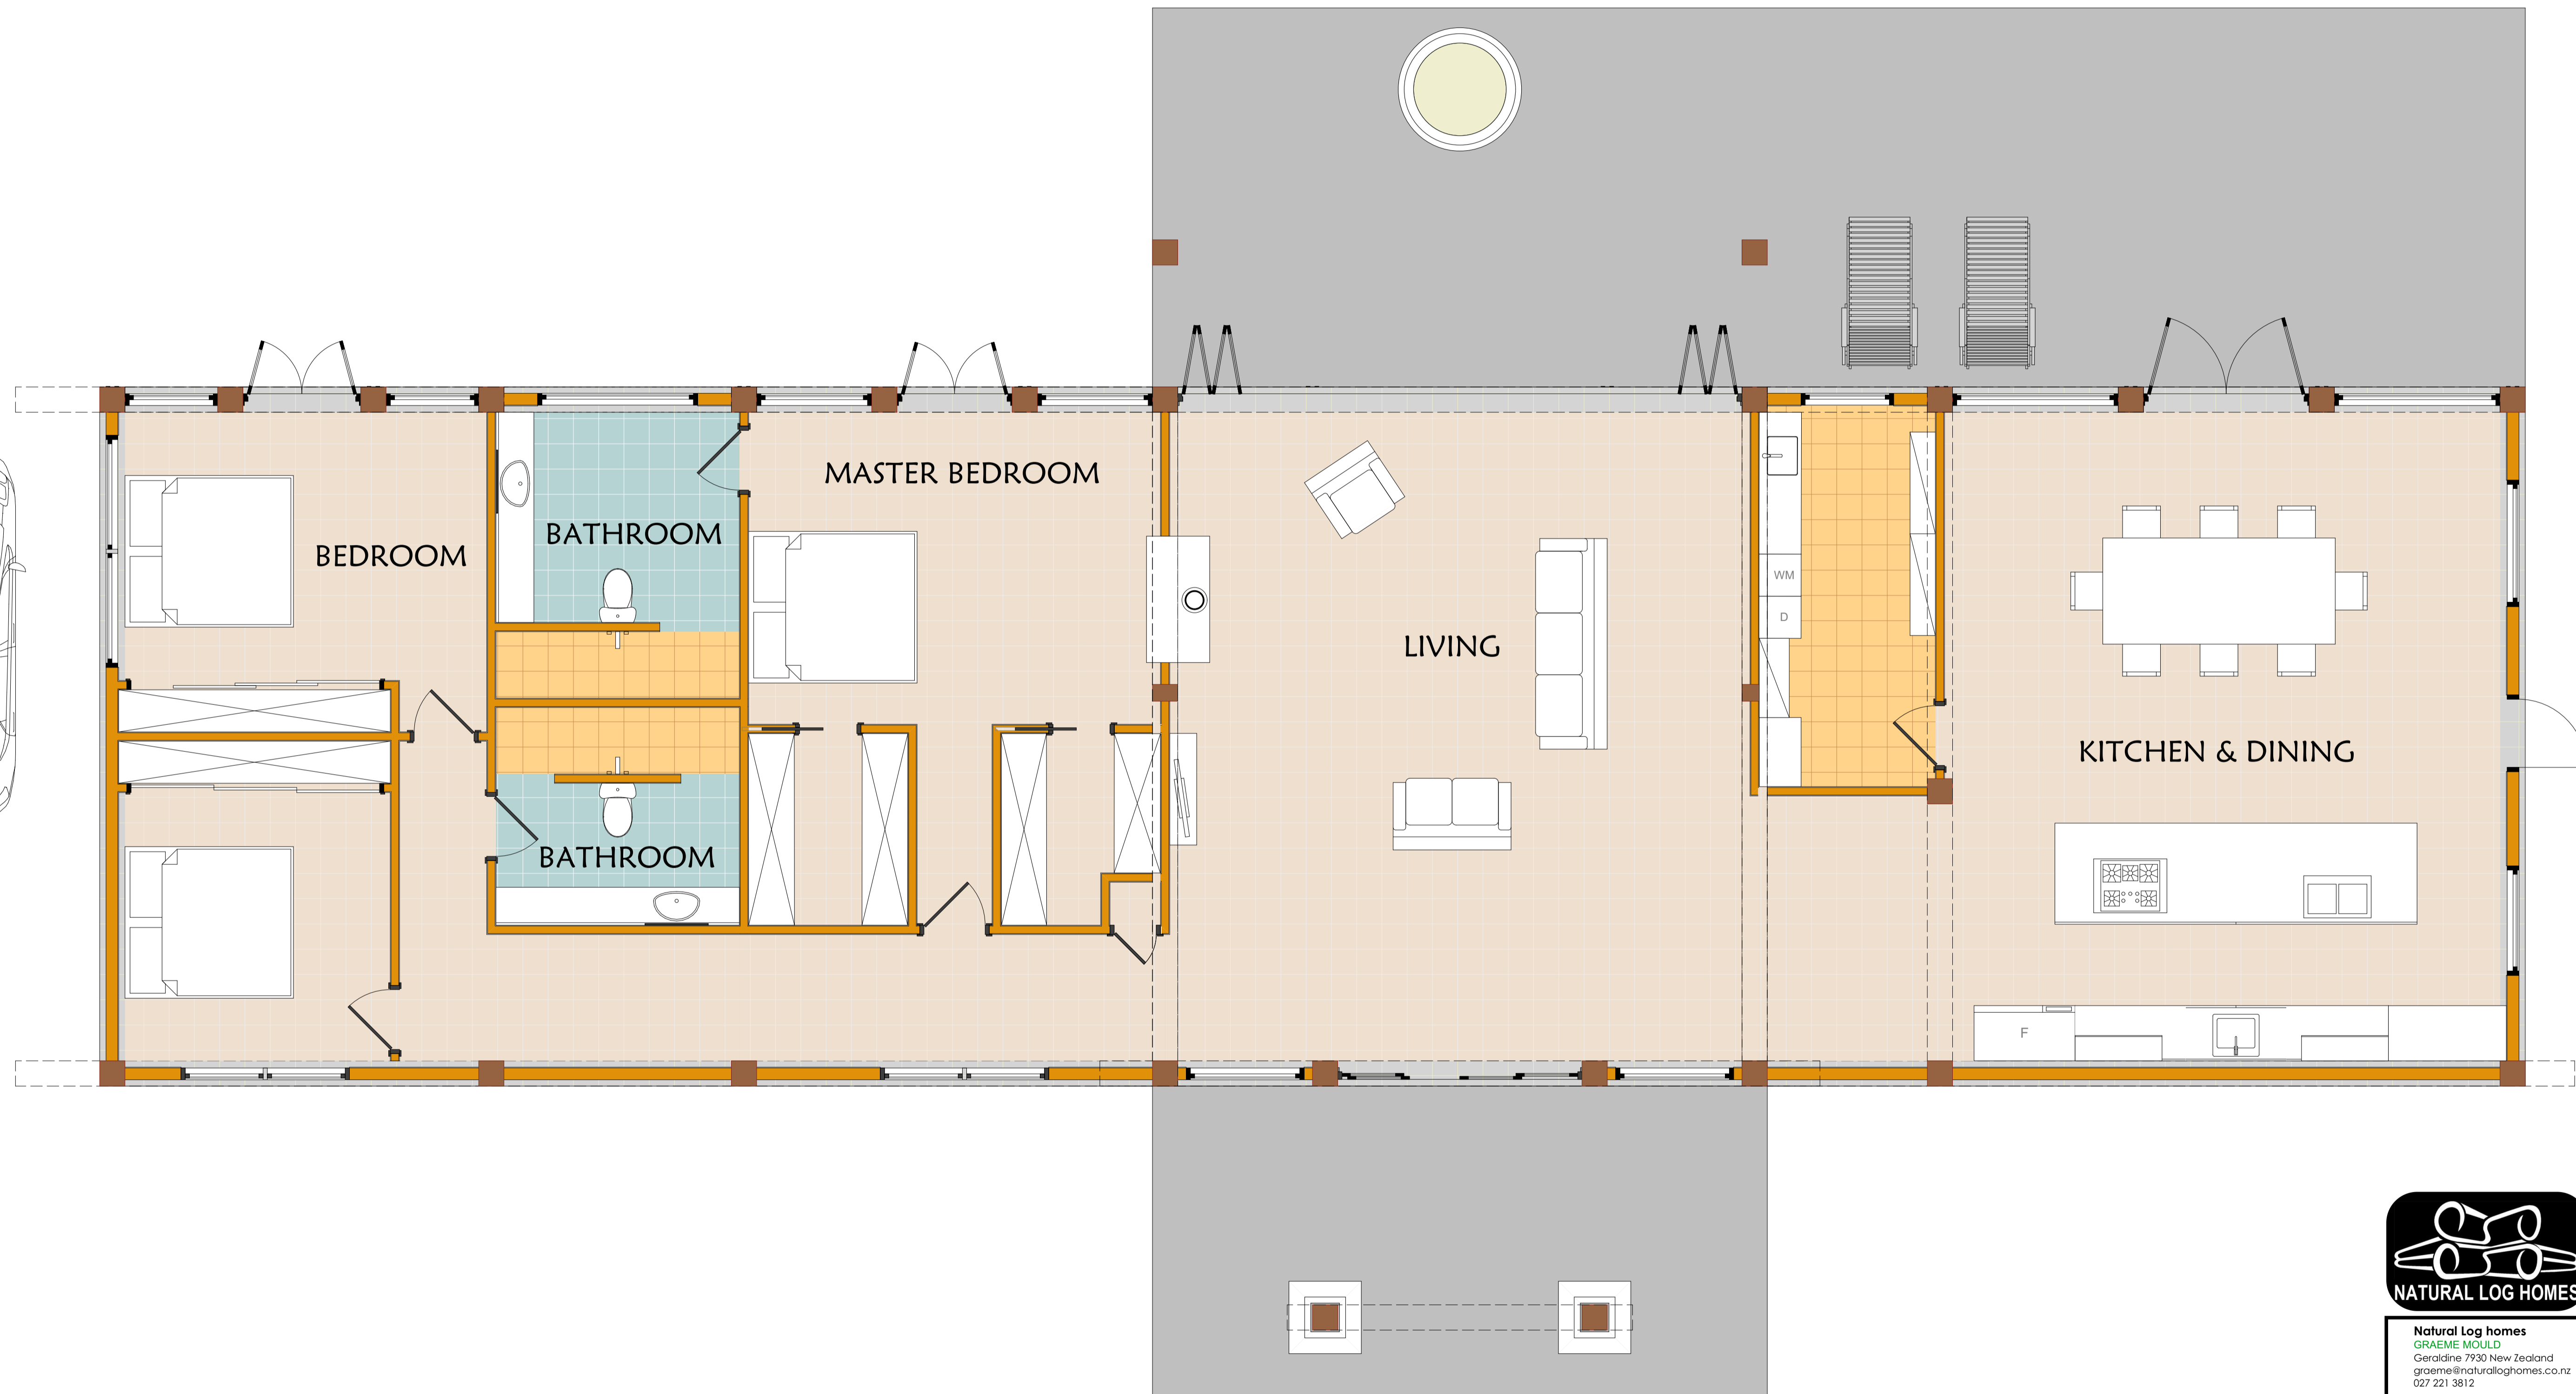 MASTER BEDROOM
BATHROOM
BEDROOM
WM
D
LIVING
KITCHEN & DINING
BATHROOM
F
NATURAL LOG HOMES
Natural Log homes
GRAEME MOULD
Geraldine 7930 New Zealand
graeme@naturalloghomes.co.nz
027 221 3812